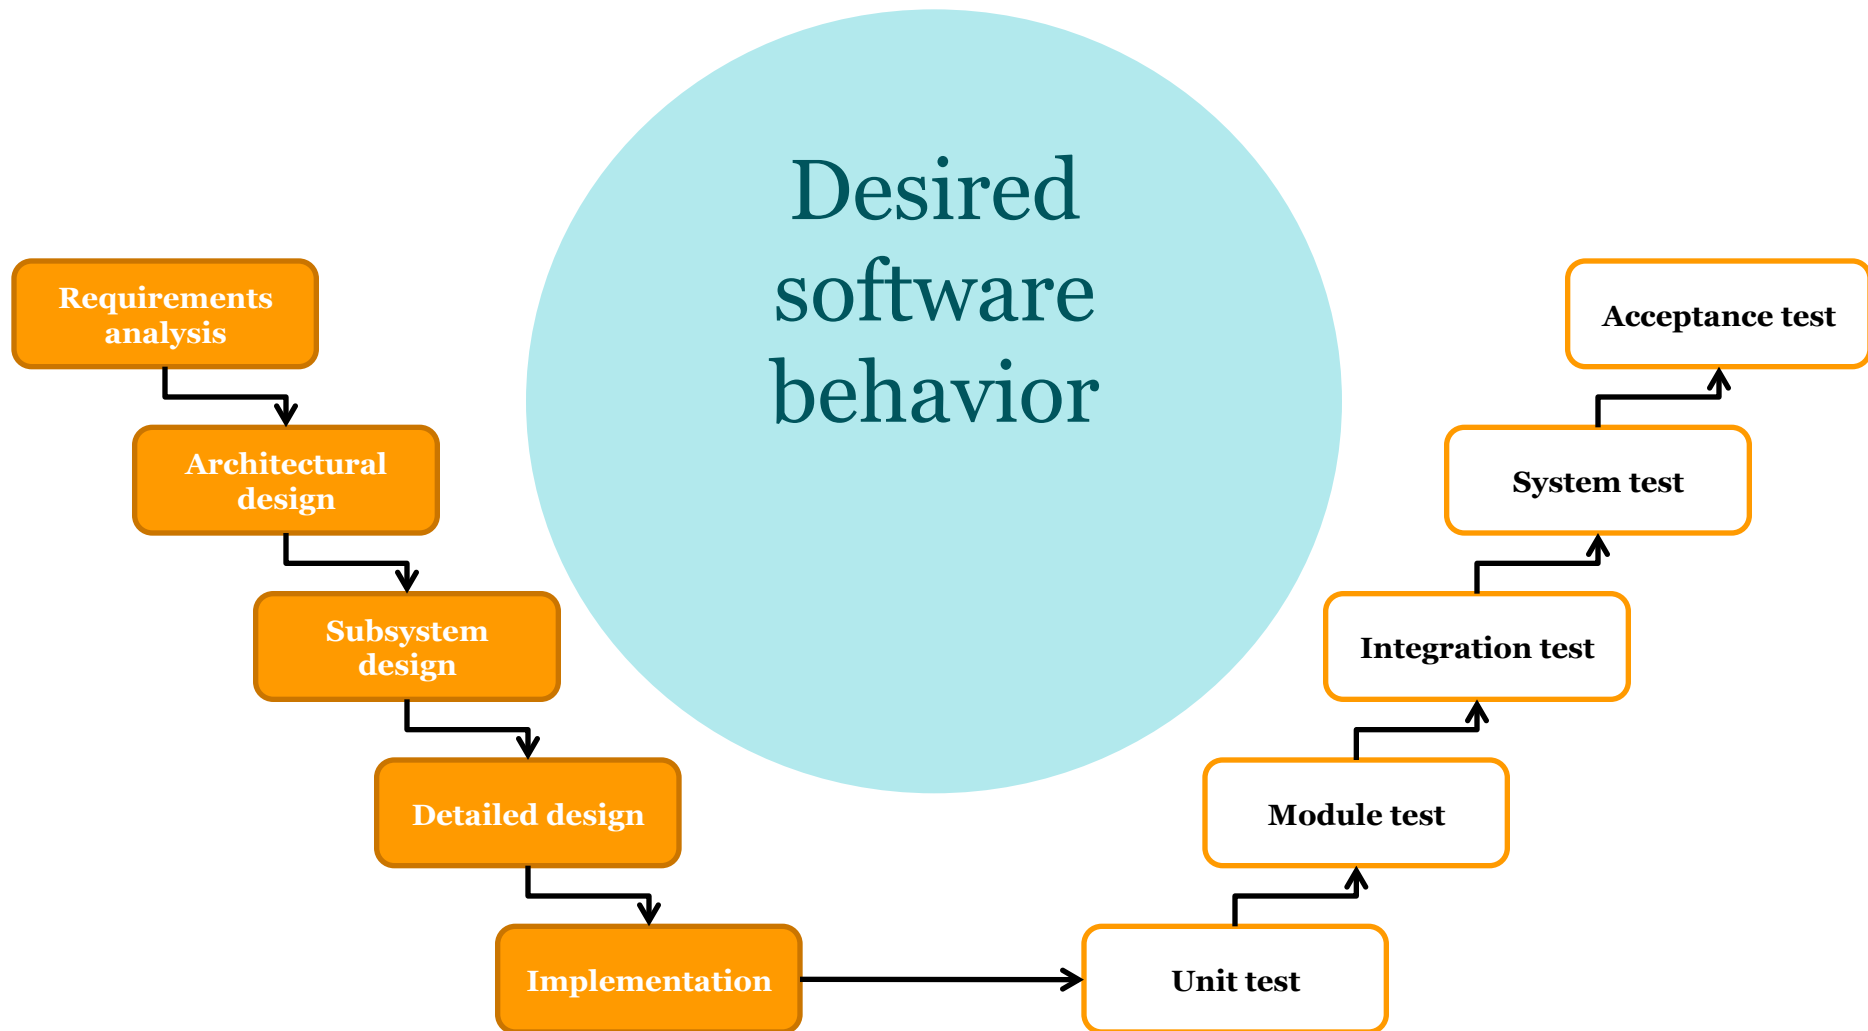 Desired
software
behavior
Requirements
analysis
Architectural
design
Subsystem
design
Detailed design
Implementation
Unit test
Module test
Integration test
System test
Acceptance test